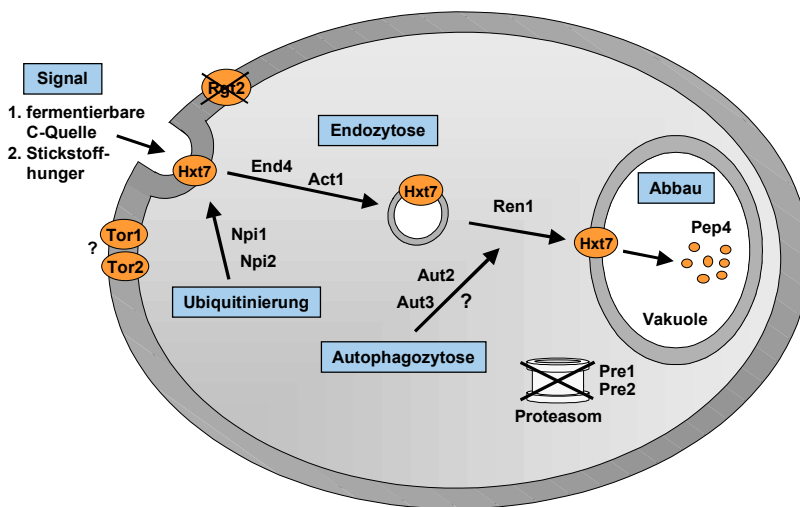 Signal
1. fermentierbare
C-Quelle
2. Stickstoff-
hunger
Rgt2
Endozytose
Hxt7
End4
Act1
Hxt7
Ren1
Hxt7
Abbau
Pep4
Vakuole
?
Tor1
Tor2
Npi1
Npi2
Ubiquitinierung
Aut2
Aut3
?
Autophagozytose
Pre1
Pre2
Proteasom